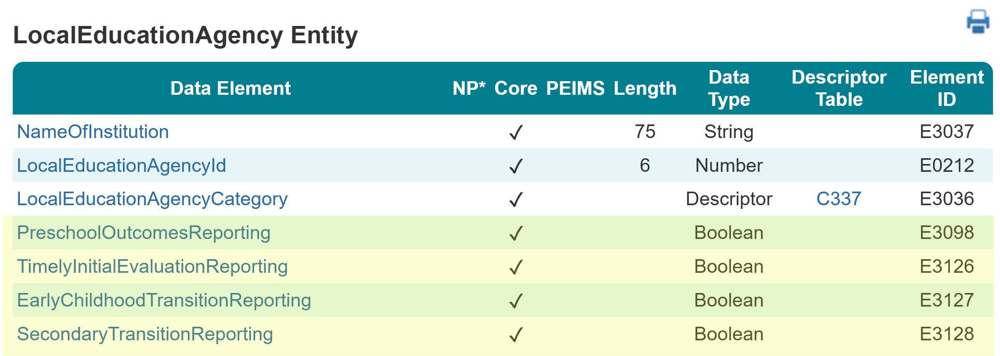 LocalEducationAgency Entity
Data Element NP* Core PEIMS Length Data Type Descriptor Table Element ID
NameOfInstitution ✓ 75 String E3037
LocalEducationAgencyId ✓ 6 Number E0212
LocalEducationAgencyCategory ✓ Descriptor C337 E3036
PreschoolOutcomesReporting ✓ Boolean E3098
TimelyInitialEvaluationReporting ✓ Boolean E3126
EarlyChildhoodTransitionReporting ✓ Boolean E3127
SecondaryTransitionReporting ✓ Boolean E3128